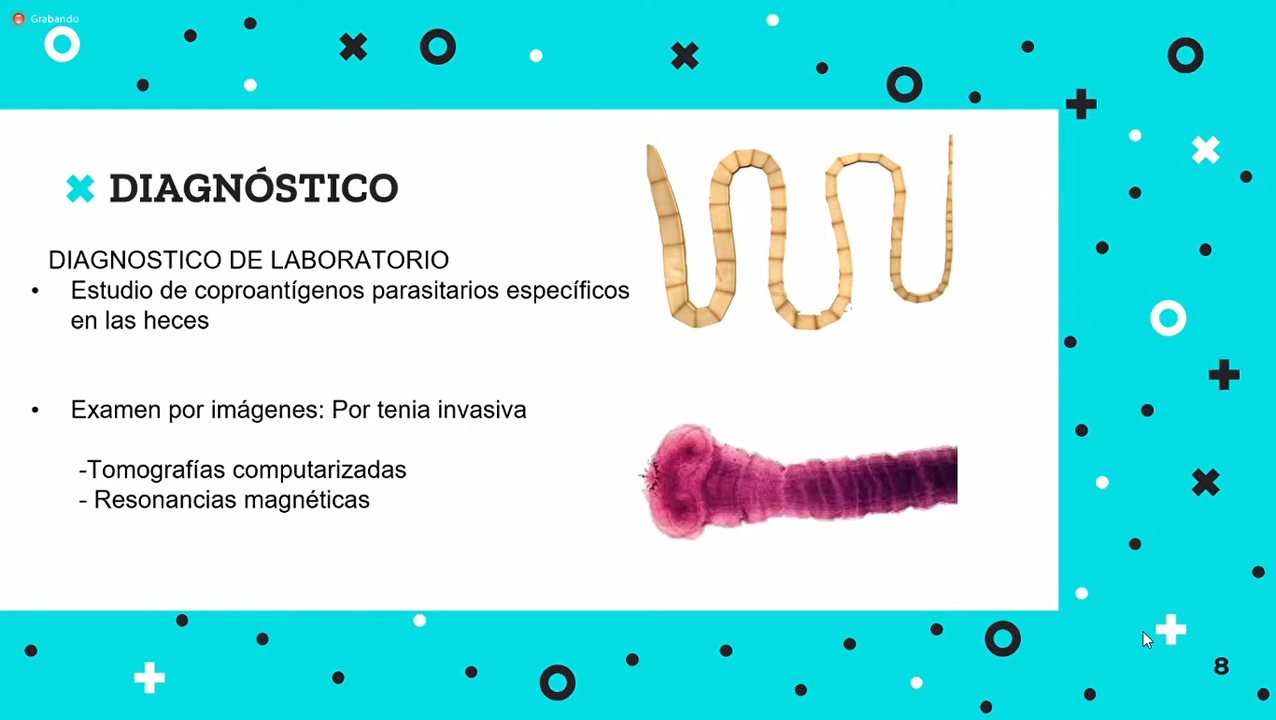 Grabando
DIAGNÓSTICO
DIAGNOSTICO DE LABORATORIO
• Estudio de coproantígenos parasitarios específicos
en las heces
• Examen por imágenes: Por tenia invasiva
-Tomografías computarizadas
- Resonancias magnéticas
8